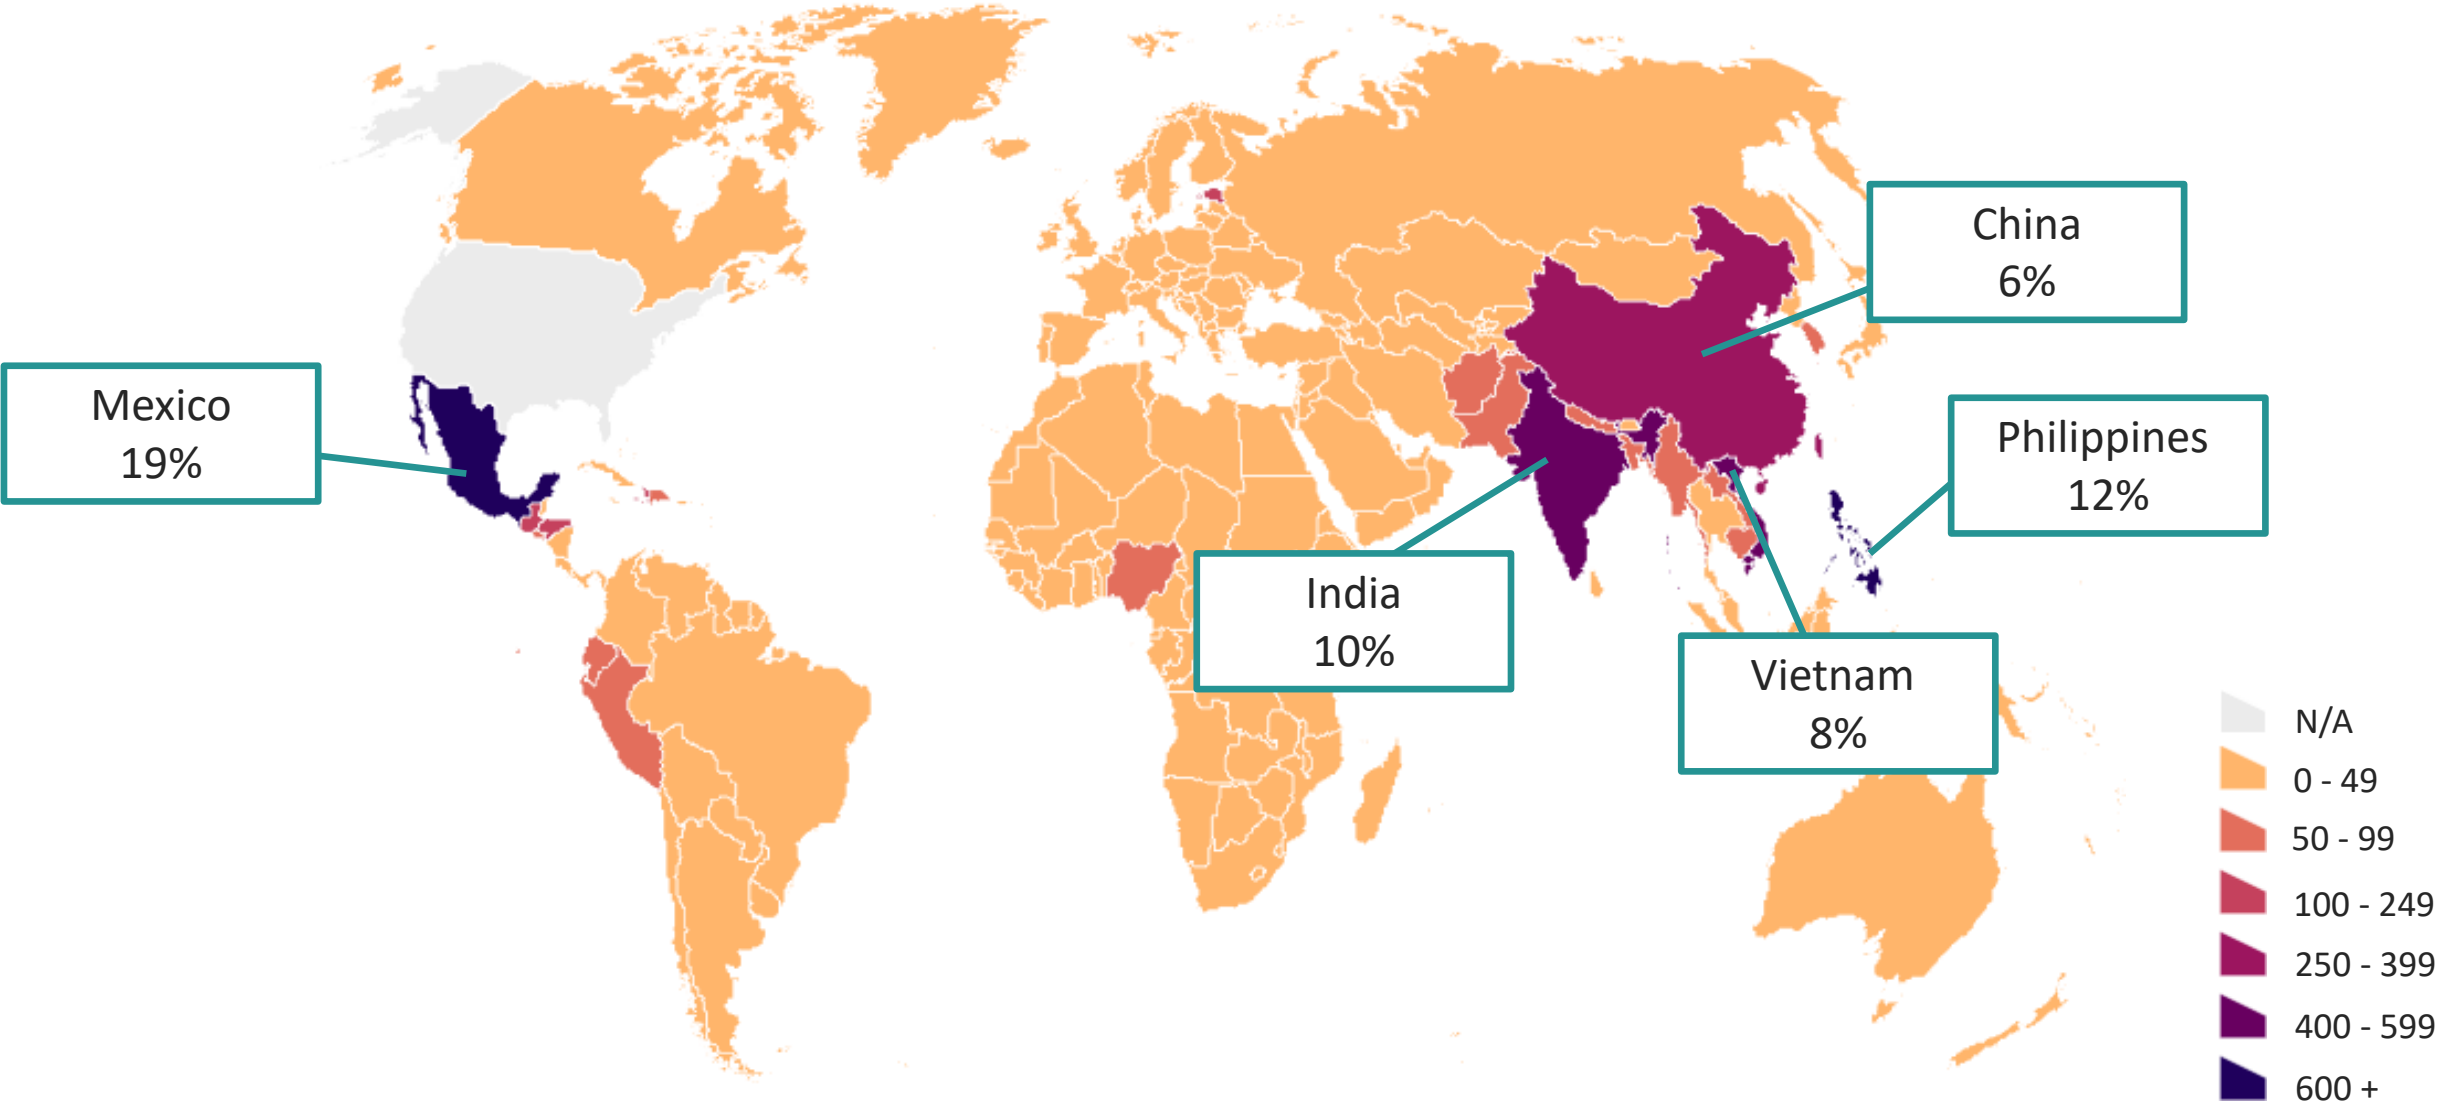 China
6%
Mexico
19%
Philippines
12%
India
10%
Vietnam
8%
N/A
0 - 49
50 - 99
100 - 249
250 - 399
400 - 599
600 +